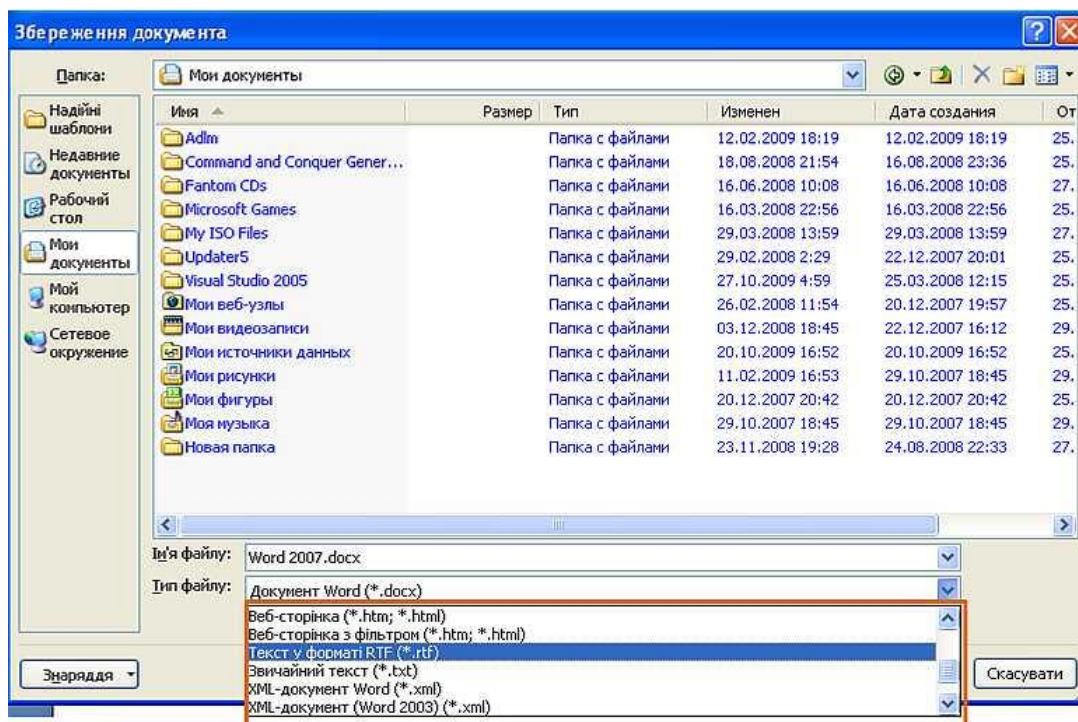 Збереження документа
Папка: Мои документы
Надійні шаблони
Недавние документы
Рабочий стол
Мои документы
Мой компьютер
Сетевое окружение
Имя Размер Тип Изменен Дата создания От
Adlm Папка с файлами 12.02.2009 18:19 12.02.2009 18:19 25.
Command and Conquer Gener... Папка с файлами 18.08.2008 21:54 16.08.2008 23:36 25.
Fantom CDs Папка с файлами 16.06.2008 10:08 16.06.2008 10:08 27.
Microsoft Games Папка с файлами 16.03.2008 22:56 16.03.2008 22:56 25.
My ISO Files Папка с файлами 29.03.2008 13:59 29.03.2008 13:59 27.
Updater5 Папка с файлами 29.02.2008 2:29 22.12.2007 20:01 25.
Visual Studio 2005 Папка с файлами 27.10.2009 4:59 25.03.2008 12:15 25.
Мои веб-узлы Папка с файлами 26.02.2008 11:54 20.12.2007 19:57 25.
Мои видеозаписи Папка с файлами 03.12.2008 18:45 22.12.2007 16:12 29.
Мои источники данных Папка с файлами 20.10.2009 16:52 20.10.2009 16:52 25.
Мои рисунки Папка с файлами 11.02.2009 16:53 29.10.2007 18:45 29.
Мои фигуры Папка с файлами 20.12.2007 20:42 20.12.2007 20:42 25.
Моя музыка Папка с файлами 29.10.2007 18:45 29.10.2007 18:45 29.
Новая папка Папка с файлами 23.11.2008 19:28 24.08.2008 22:33 27.
Ім'я файлу: Word 2007.docx
Тип файлу: Документ Word (*.docx)
Веб-сторінка (*.htm; *.html)
Веб-сторінка з фільтром (*.htm; *.html)
Текст у форматі RTF (*.rtf)
Звичайний текст (*.txt)
XML-документ Word (*.xml)
XML-документ (Word 2003) (*.xml)
Знаряддя Скасувати